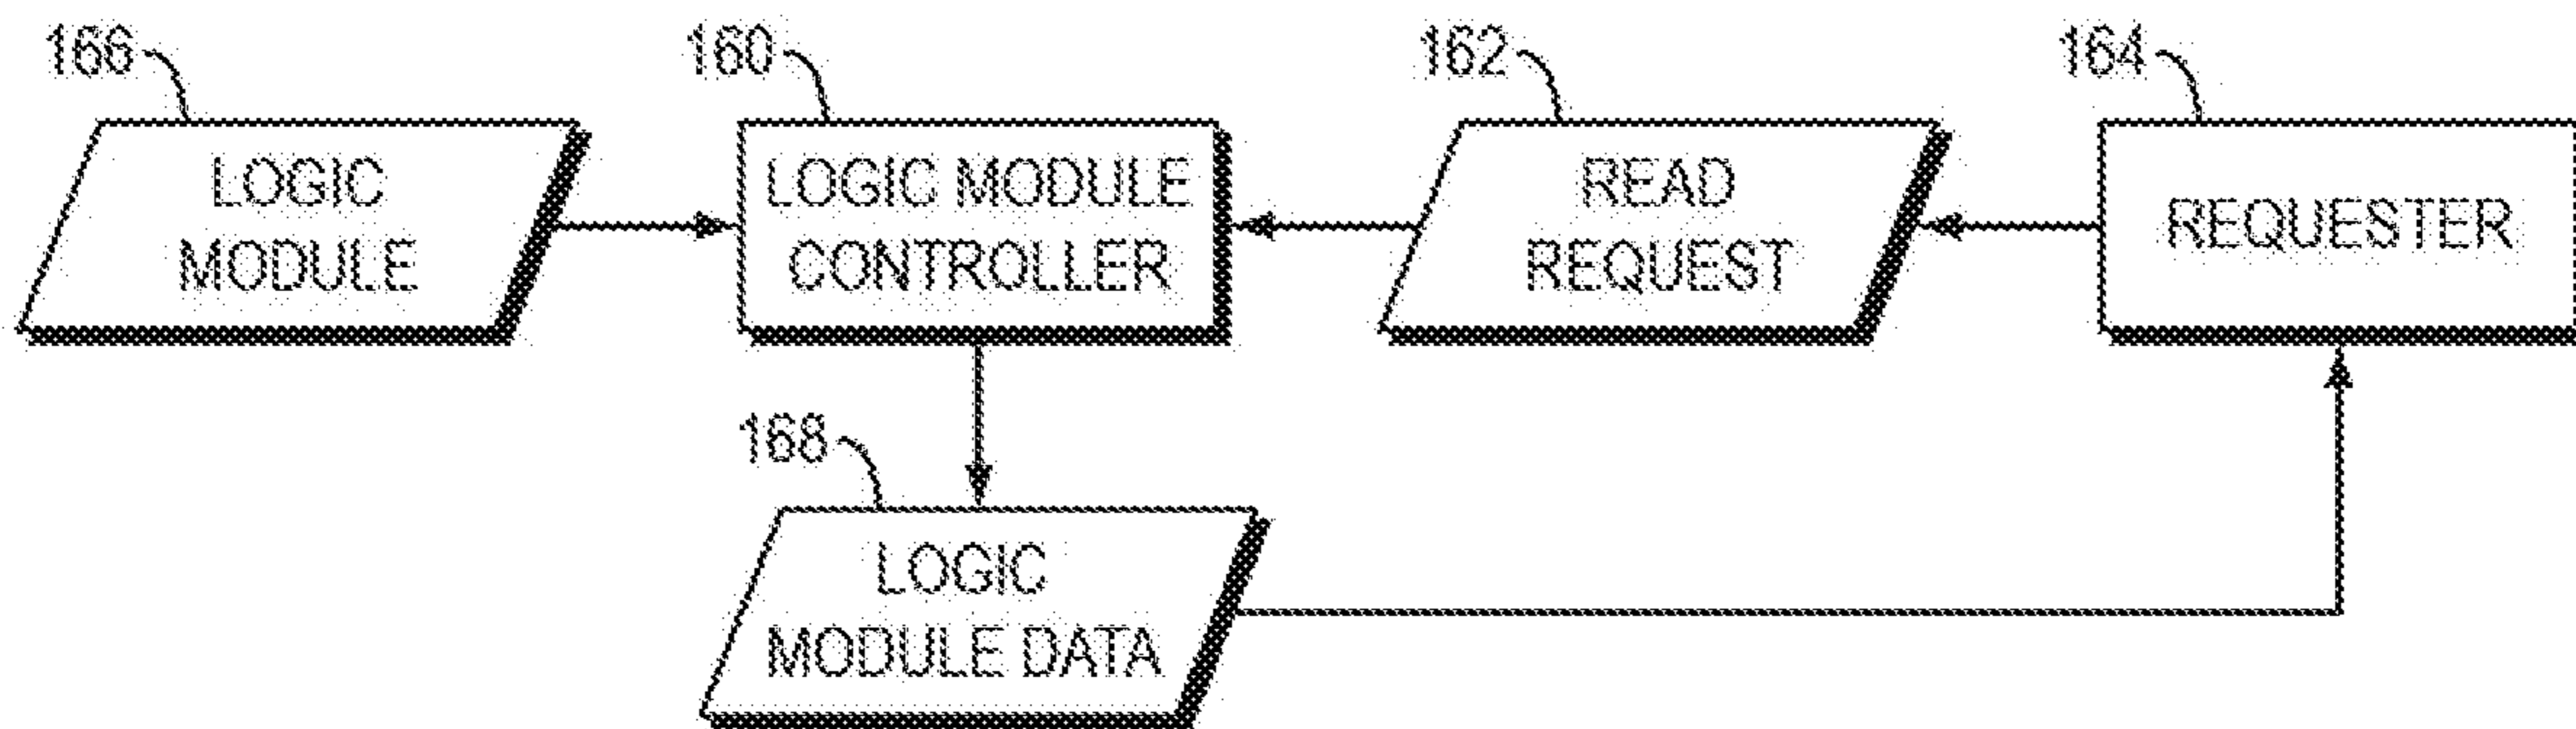 166
160
162
164
LOGIC
MODULE
LOGIC MODULE
CONTROLLER
READ
REQUEST
REQUESTER
168
LOGIC
MODULE DATA